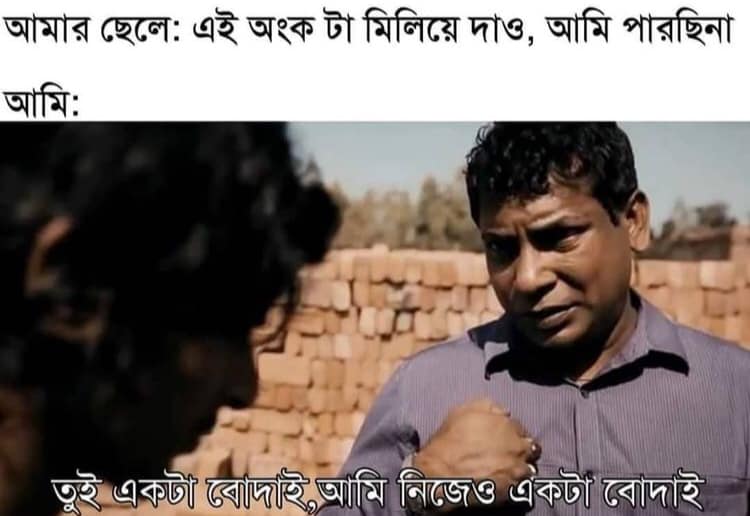 আমার ছেলে: এই অংক টা মিলিয়ে দাও, আমি পারছিনা
আমি:
তুই একটা বোদাই,আমি নিজেও একটা বোদাই